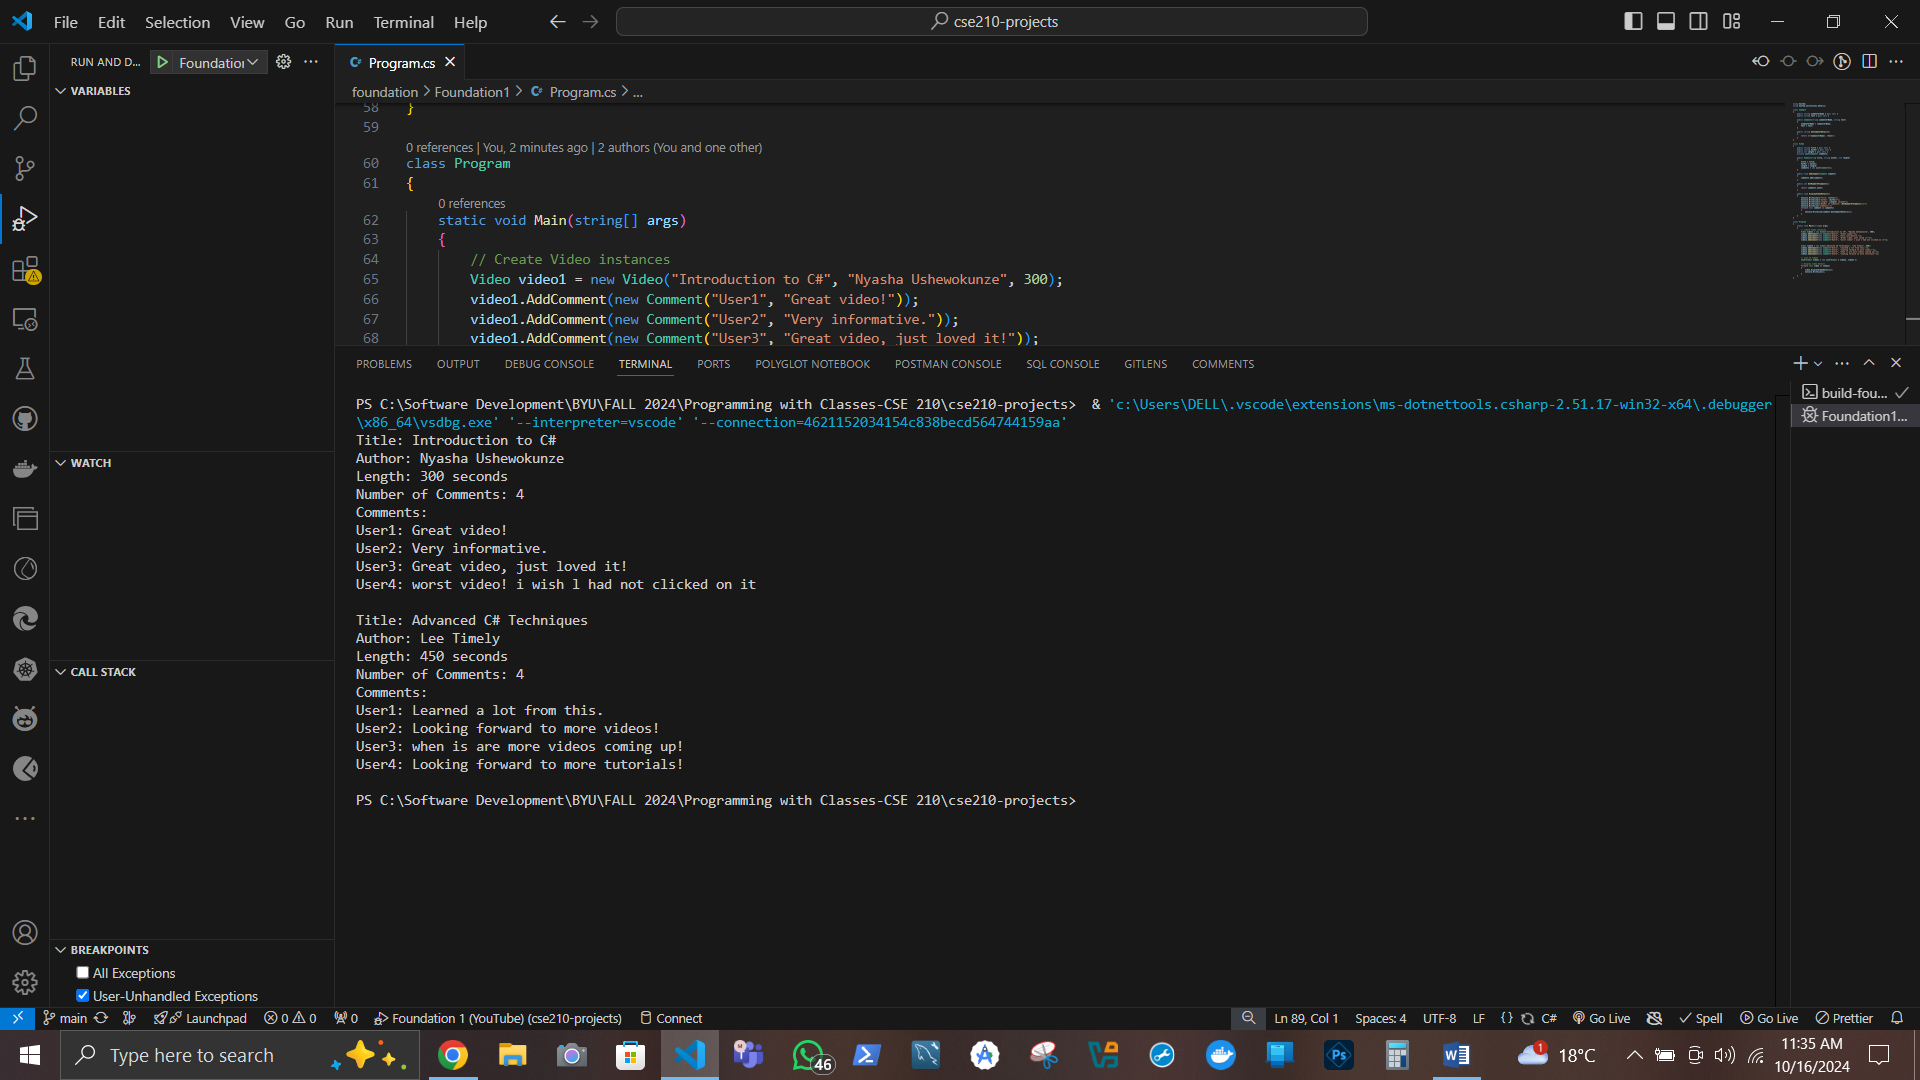 File Edit Selection View Go Run Terminal Help
cse210-projects
RUN AND D... Foundation
Program.cs
VARIABLES
foundation > Foundation1 > Program.cs > ...
58 }
59
0 references | You, 2 minutes ago | 2 authors (You and one other)
60 class Program
61 {
0 references
62 static void Main(string[] args)
63 {
64 // Create Video instances
65 Video video1 = new Video("Introduction to C#", "Nyasha Ushewokunze", 300);
66 video1.AddComment(new Comment("User1", "Great video!"));
67 video1.AddComment(new Comment("User2", "Very informative."));
68 video1.AddComment(new Comment("User3", "Great video, just loved it!"));
PROBLEMS OUTPUT DEBUG CONSOLE TERMINAL PORTS POLYGLOT NOTEBOOK POSTMAN CONSOLE SQL CONSOLE GITLENS COMMENTS
build-fou...
Foundation1...
PS C:\Software Development\BYU\FALL 2024\Programming with Classes-CSE 210\cse210-projects> & 'c:\Users\DELL\.vscode\extensions\ms-dotnettools.csharp-2.51.17-win32-x64\.debugger
\x86_64\vsdbg.exe' '--interpreter=vscode' '--connection=4621152034154c838becd564744159aa'
Title: Introduction to C#
Author: Nyasha Ushewokunze
Length: 300 seconds
Number of Comments: 4
Comments:
User1: Great video!
User2: Very informative.
User3: Great video, just loved it!
User4: worst video! i wish l had not clicked on it
Title: Advanced C# Techniques
Author: Lee Timely
Length: 450 seconds
Number of Comments: 4
Comments:
User1: Learned a lot from this.
User2: Looking forward to more videos!
User3: when is are more videos coming up!
User4: Looking forward to more tutorials!
PS C:\Software Development\BYU\FALL 2024\Programming with Classes-CSE 210\cse210-projects>
WATCH
CALL STACK
BREAKPOINTS
All Exceptions
User-Unhandled Exceptions
main Launchpad 0 0 0 Foundation 1 (YouTube) (cse210-projects) Connect Ln 89, Col 1 Spaces: 4 UTF-8 LF {} C# Go Live Spell Go Live Prettier
Type here to search
46
Ps
1
18°C
11:35 AM
10/16/2024